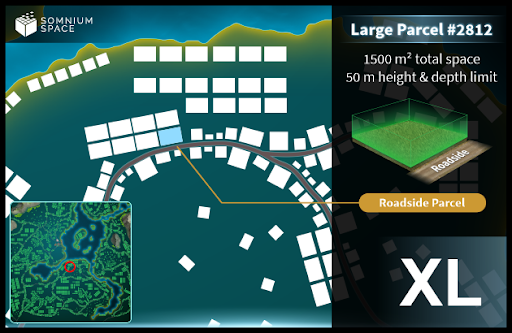 SOMNIUM
SPACE
Large Parcel #2812
1500 m² total space
50 m height & depth limit
Roadside
Roadside Parcel
XL